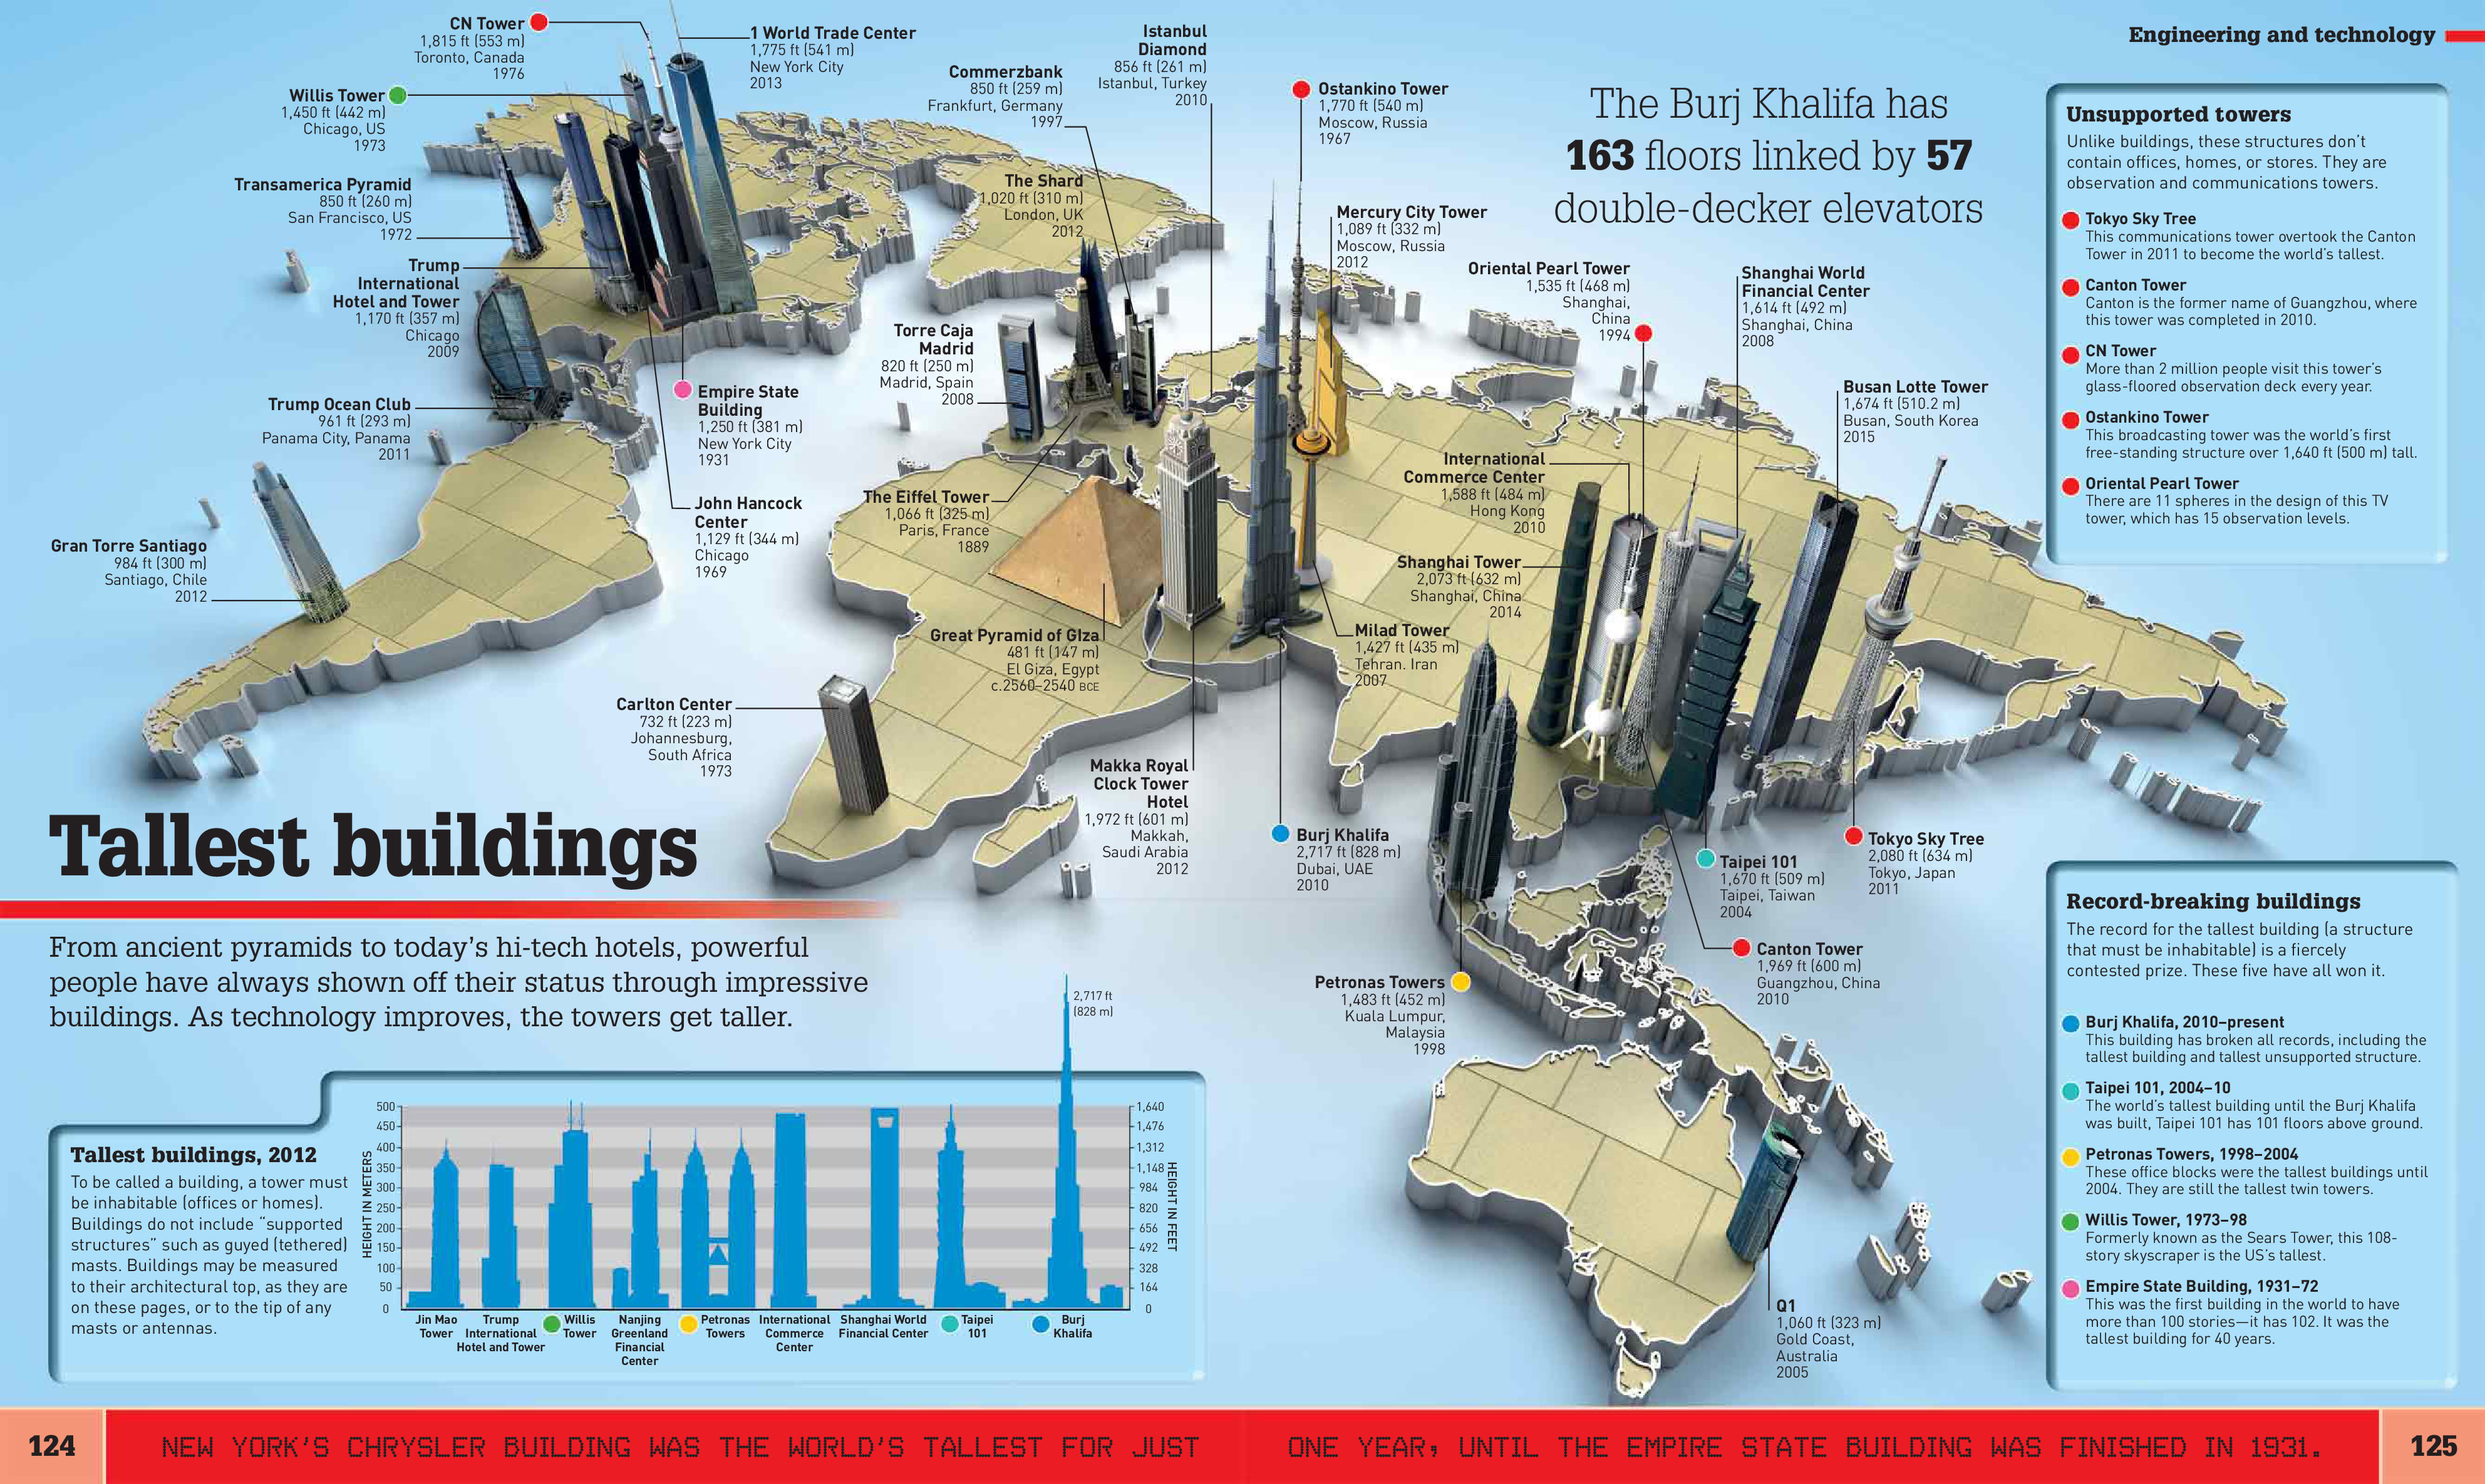 Engineering and technology
CN Tower
1,815 ft (553 m)
Toronto, Canada
1976
1 World Trade Center
1,775 ft (541 m)
New York City
2013
Willis Tower
1,450 ft (442 m)
Chicago, US
1973
Transamerica Pyramid
850 ft (260 m)
San Francisco, US
1972
Trump
International
Hotel and Tower
1,170 ft (357 m)
Chicago
2009
Trump Ocean Club
961 ft (293 m)
Panama City, Panama
2011
Gran Torre Santiago
984 ft (300 m)
Santiago, Chile
2012
Empire State
Building
1,250 ft (381 m)
New York City
1931
John Hancock
Center
1,129 ft (344 m)
Chicago
1969
Commerzbank
850 ft (259 m)
Frankfurt, Germany
1997
Istanbul
Diamond
856 ft (261 m)
Istanbul, Turkey
2010
The Shard
1,020 ft (310 m)
London, UK
2012
Torre Caja
Madrid
820 ft (250 m)
Madrid, Spain
2008
The Eiffel Tower
1,066 ft (325 m)
Paris, France
1889
Great Pyramid of GIza
481 ft (147 m)
El Giza, Egypt
c.2560–2540 BCE
Carlton Center
732 ft (223 m)
Johannesburg,
South Africa
1973
Makka Royal
Clock Tower
Hotel
1,972 ft (601 m)
Makkah,
Saudi Arabia
2012
Ostankino Tower
1,770 ft (540 m)
Moscow, Russia
1967
Mercury City Tower
1,089 ft (332 m)
Moscow, Russia
2012
The Burj Khalifa has
163 floors linked by 57
double-decker elevators
Oriental Pearl Tower
1,535 ft (468 m)
Shanghai,
China
1994
Shanghai World
Financial Center
1,614 ft (492 m)
Shanghai, China
2008
Busan Lotte Tower
1,674 ft (510.2 m)
Busan, South Korea
2015
International
Commerce Center
1,588 ft (484 m)
Hong Kong
2010
Shanghai Tower
2,073 ft (632 m)
Shanghai, China
2014
Milad Tower
1,427 ft (435 m)
Tehran. Iran
2007
Burj Khalifa
2,717 ft (828 m)
Dubai, UAE
2010
Petronas Towers
1,483 ft (452 m)
Kuala Lumpur,
Malaysia
1998
Taipei 101
1,670 ft (509 m)
Taipei, Taiwan
2004
Tokyo Sky Tree
2,080 ft (634 m)
Tokyo, Japan
2011
Canton Tower
1,969 ft (600 m)
Guangzhou, China
2010
Q1
1,060 ft (323 m)
Gold Coast,
Australia
2005
Unsupported towers
Unlike buildings, these structures don't
contain offices, homes, or stores. They are
observation and communications towers.
Tokyo Sky Tree
This communications tower overtook the Canton
Tower in 2011 to become the world's tallest.
Canton Tower
Canton is the former name of Guangzhou, where
this tower was completed in 2010.
CN Tower
More than 2 million people visit this tower's
glass-floored observation deck every year.
Ostankino Tower
This broadcasting tower was the world's first
free-standing structure over 1,640 ft (500 m) tall.
Oriental Pearl Tower
There are 11 spheres in the design of this TV
tower, which has 15 observation levels.
Record-breaking buildings
The record for the tallest building (a structure
that must be inhabitable) is a fiercely
contested prize. These five have all won it.
Burj Khalifa, 2010–present
This building has broken all records, including the
tallest building and tallest unsupported structure.
Taipei 101, 2004–10
The world's tallest building until the Burj Khalifa
was built, Taipei 101 has 101 floors above ground.
Petronas Towers, 1998–2004
These office blocks were the tallest buildings until
2004. They are still the tallest twin towers.
Willis Tower, 1973–98
Formerly known as the Sears Tower, this 108-
story skyscraper is the US's tallest.
Empire State Building, 1931–72
This was the first building in the world to have
more than 100 stories—it has 102. It was the
tallest building for 40 years.
Tallest buildings
From ancient pyramids to today's hi-tech hotels, powerful
people have always shown off their status through impressive
buildings. As technology improves, the towers get taller.
Tallest buildings, 2012
To be called a building, a tower must
be inhabitable (offices or homes).
Buildings do not include “supported
structures” such as guyed (tethered)
masts. Buildings may be measured
to their architectural top, as they are
on these pages, or to the tip of any
masts or antennas.
HEIGHT IN METERS
500
450
400
350
300
250
200
150
100
50
0
2,717 ft
(828 m)
1,640
1,476
1,312
1,148
984
820
656
492
328
164
0
HEIGHT IN FEET
Jin Mao
Tower
Trump
International
Hotel and Tower
Willis
Tower
Nanjing
Greenland
Financial
Center
Petronas
Towers
International
Commerce
Center
Shanghai World
Financial Center
Taipei
101
Burj
Khalifa
124
NEW YORK'S CHRYSLER BUILDING WAS THE WORLD'S TALLEST FOR JUST
ONE YEAR, UNTIL THE EMPIRE STATE BUILDING WAS FINISHED IN 1931.
125